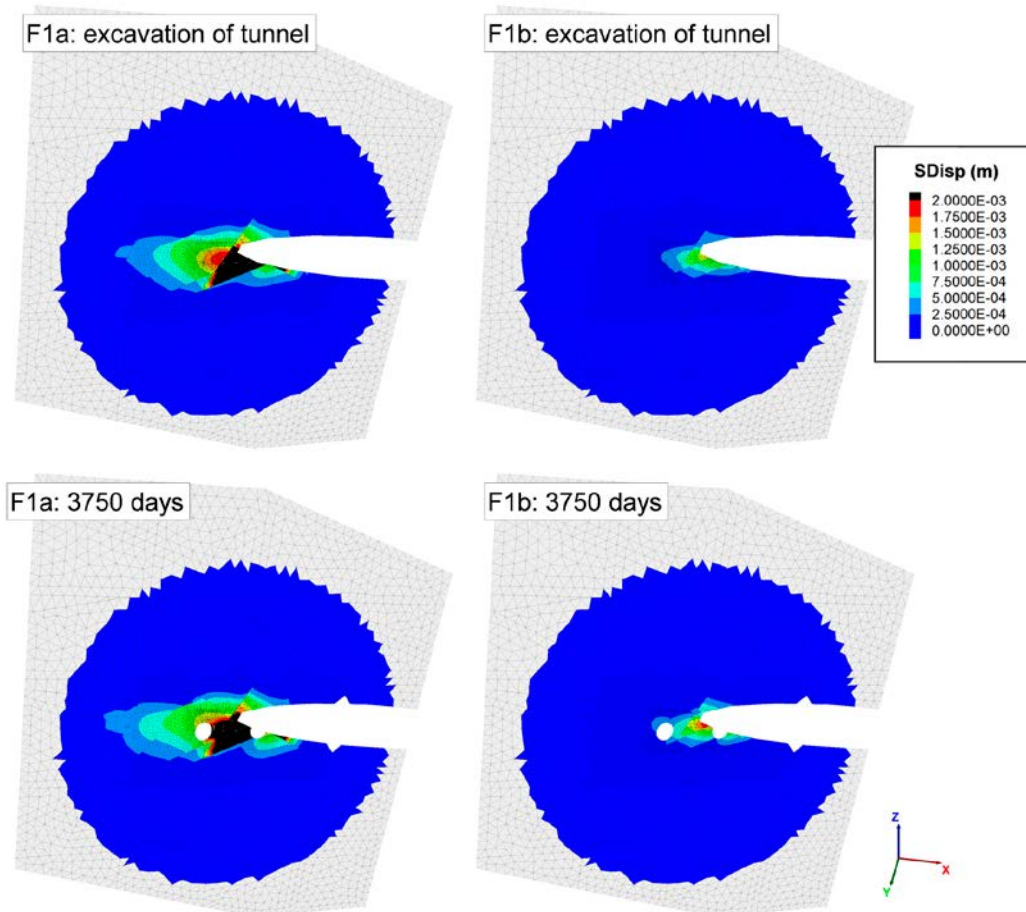 F1a: excavation of tunnel
F1b: excavation of tunnel
SDisp (m)
2.0000E-03
1.7500E-03
1.5000E-03
1.2500E-03
1.0000E-03
7.5000E-04
5.0000E-04
2.5000E-04
0.0000E+00
F1a: 3750 days
F1b: 3750 days
Z
X
Y